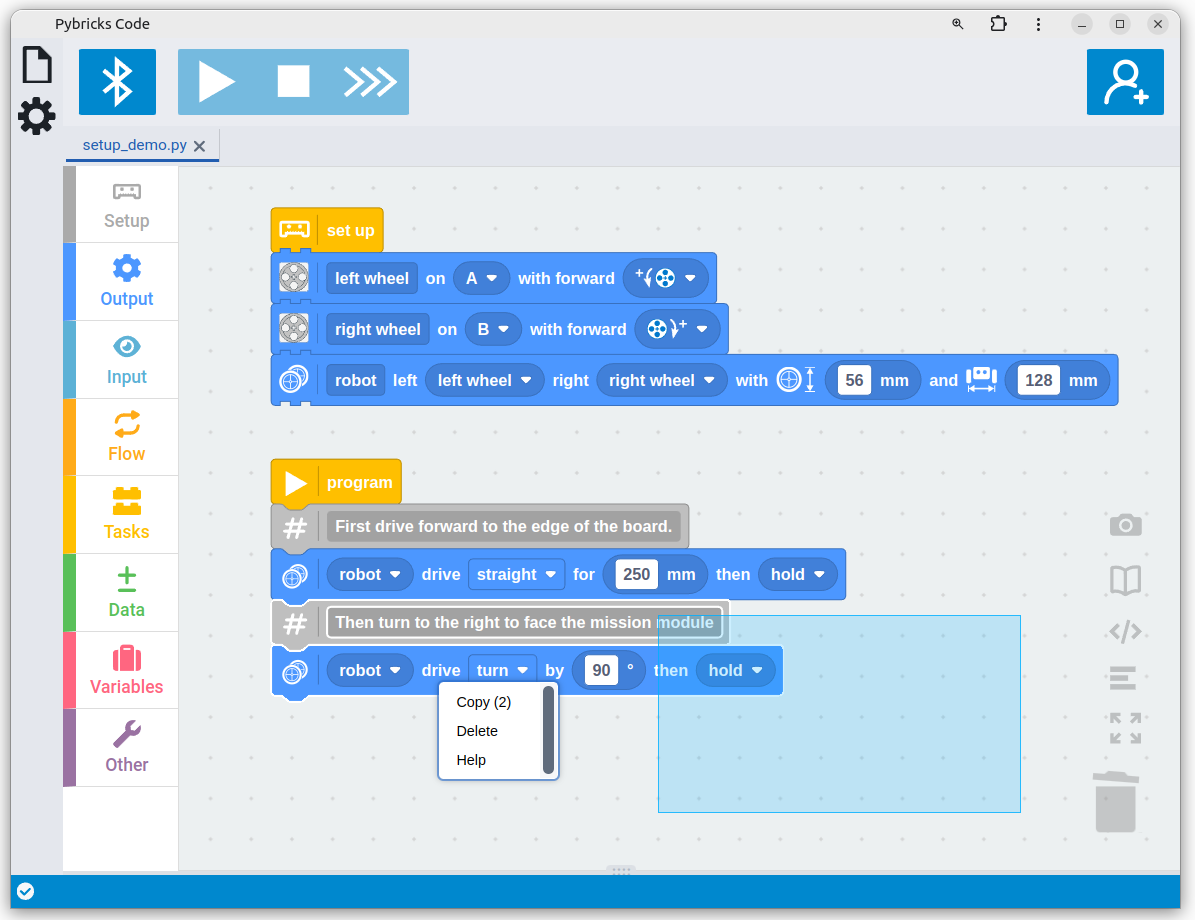 Pybricks Code
setup_demo.py
Setup
Output
Input
Flow
Tasks
Data
Variables
Other
set up
left wheel on A with forward
right wheel on B with forward
robot left left wheel right right wheel with 56 mm and 128 mm
program
# First drive forward to the edge of the board.
robot drive straight for 250 mm then hold
# Then turn to the right to face the mission module
robot drive turn by 90 ° then hold
Copy (2)
Delete
Help